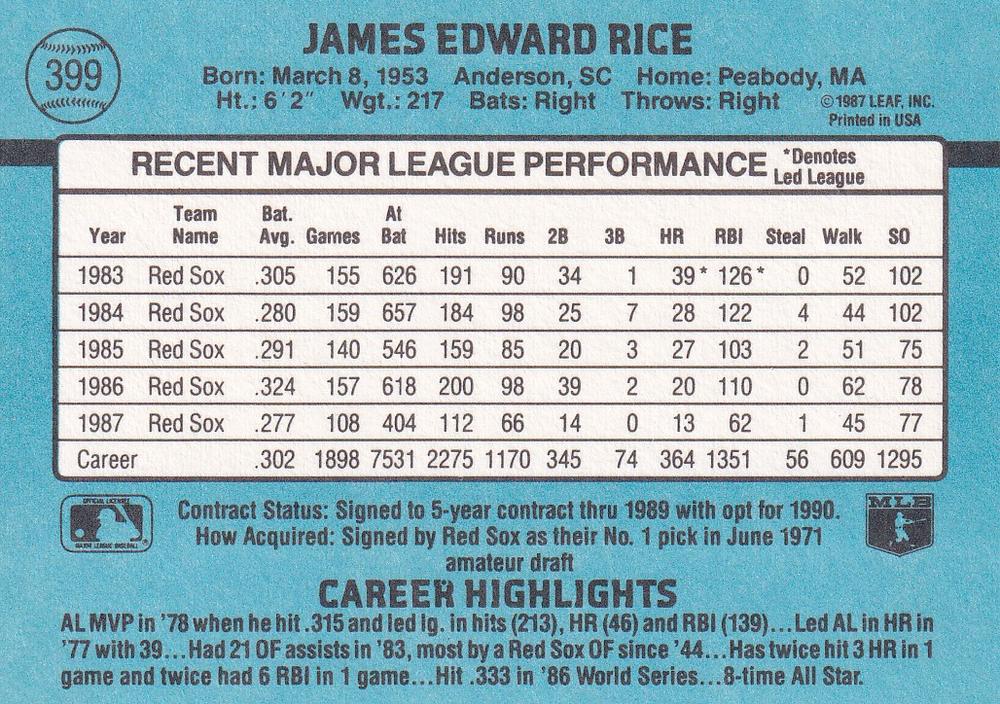 399
JAMES EDWARD RICE
Born: March 8, 1953 Anderson, SC Home: Peabody, MA
Ht.: 6'2" Wgt.: 217 Bats: Right Throws: Right
©1987 LEAF, INC.
Printed in USA
RECENT MAJOR LEAGUE PERFORMANCE
*Denotes
Led League
Year Team Name Bat. Avg. Games At Bat Hits Runs 2B 3B HR RBI Steal Walk SO
1983 Red Sox .305 155 626 191 90 34 1 39* 126* 0 52 102
1984 Red Sox .280 159 657 184 98 25 7 28 122 4 44 102
1985 Red Sox .291 140 546 159 85 20 3 27 103 2 51 75
1986 Red Sox .324 157 618 200 98 39 2 20 110 0 62 78
1987 Red Sox .277 108 404 112 66 14 0 13 62 1 45 77
Career .302 1898 7531 2275 1170 345 74 364 1351 56 609 1295
OFFICIAL LICENSEE
MAJOR LEAGUE BASEBALL
MLB
Contract Status: Signed to 5-year contract thru 1989 with opt for 1990.
How Acquired: Signed by Red Sox as their No. 1 pick in June 1971
amateur draft
CAREER HIGHLIGHTS
AL MVP in '78 when he hit .315 and led lg. in hits (213), HR (46) and RBI (139)...Led AL in HR in
'77 with 39...Had 21 OF assists in '83, most by a Red Sox OF since '44...Has twice hit 3 HR in 1
game and twice had 6 RBI in 1 game...Hit .333 in '86 World Series...8-time All Star.